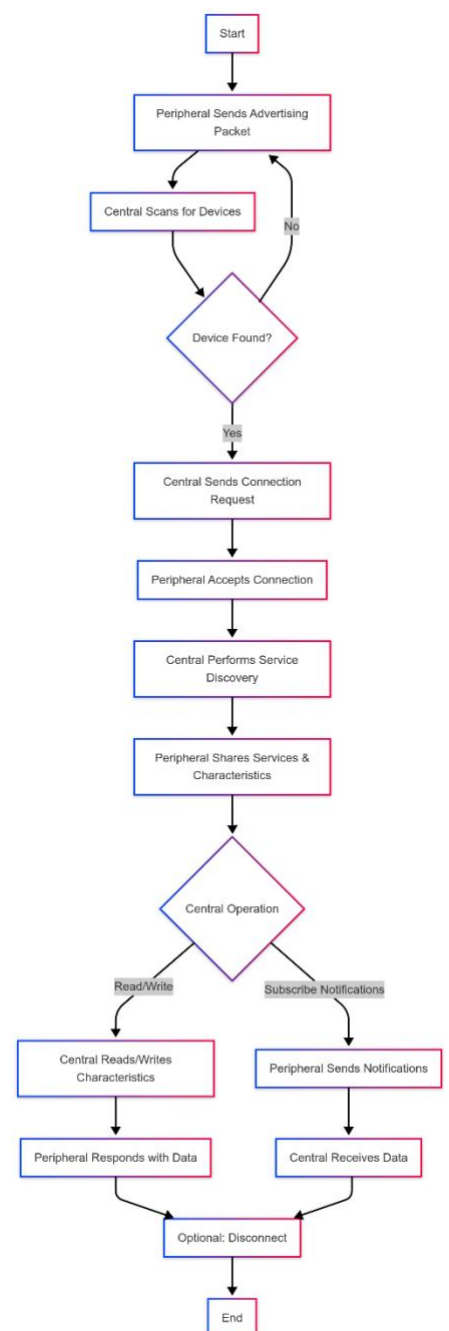 Start
Peripheral Sends Advertising
Packet
Central Scans for Devices
No
Device Found?
Yes
Central Sends Connection
Request
Peripheral Accepts Connection
Central Performs Service
Discovery
Peripheral Shares Services &
Characteristics
Central Operation
Read/Write
Subscribe Notifications
Central Reads/Writes
Characteristics
Peripheral Sends Notifications
Peripheral Responds with Data
Central Receives Data
Optional: Disconnect
End